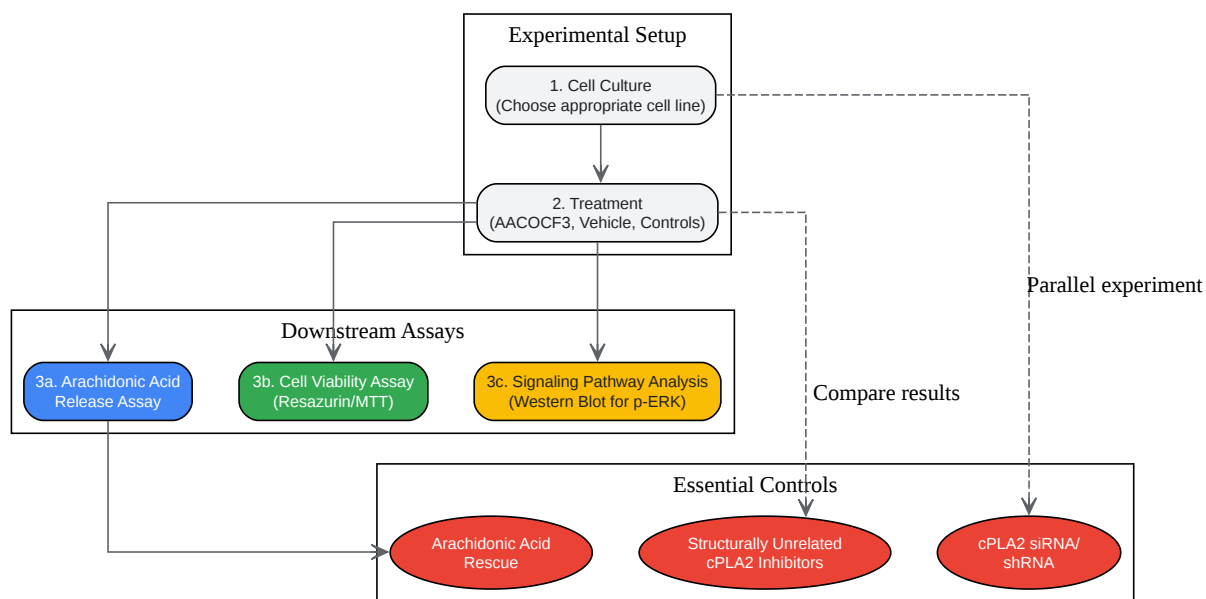 Experimental Setup
1. Cell Culture
(Choose appropriate cell line)
2. Treatment
(AACOCF3, Vehicle, Controls)
Parallel experiment
Downstream Assays
3a. Arachidonic Acid
Release Assay
3b. Cell Viability Assay
(Resazurin/MTT)
3c. Signaling Pathway Analysis
(Western Blot for p-ERK)
Compare results
Essential Controls
Arachidonic Acid
Rescue
Structurally Unrelated
cPLA2 Inhibitors
cPLA2 siRNA/
shRNA